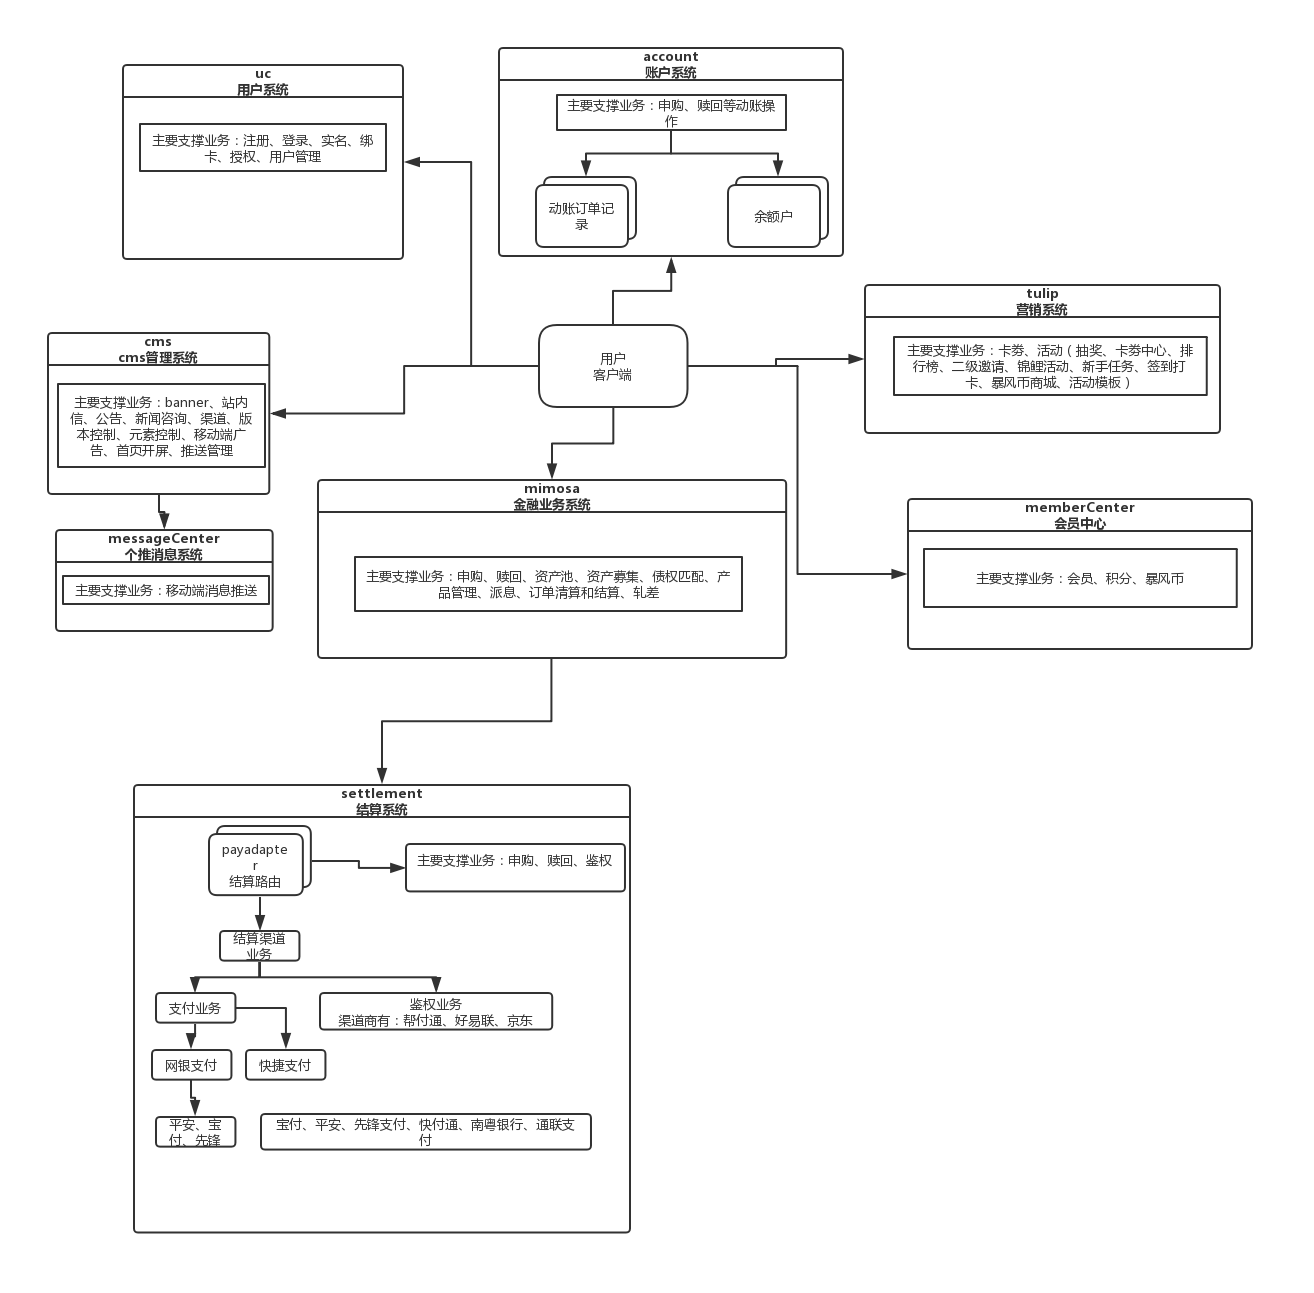 account
账户系统
主要支撑业务：申购、赎回等动账操
作
动账订单记
录
余额户
uc
用户系统
主要支撑业务：注册、登录、实名、绑
卡、授权、用户管理
tulip
营销系统
主要支撑业务：卡劵、活动（抽奖、卡劵中心、排
行榜、二级邀请、锦鲤活动、新手任务、签到打
卡、暴风币商城、活动模板）
用户
客户端
cms
cms管理系统
主要支撑业务：banner、站内
信、公告、新闻咨询、渠道、版
本控制、元素控制、移动端广
告、首页开屏、推送管理
messageCenter
个推消息系统
主要支撑业务：移动端消息推送
mimosa
金融业务系统
主要支撑业务：申购、赎回、资产池、资产募集、债权匹配、产
品管理、派息、订单清算和结算、轧差
memberCenter
会员中心
主要支撑业务：会员、积分、暴风币
settlement
结算系统
payadapte
r
结算路由
主要支撑业务：申购、赎回、鉴权
结算渠道
业务
支付业务
鉴权业务
渠道商有：帮付通、好易联、京东
网银支付
快捷支付
平安、宝
付、先锋
宝付、平安、先锋支付、快付通、南粤银行、通联支
付